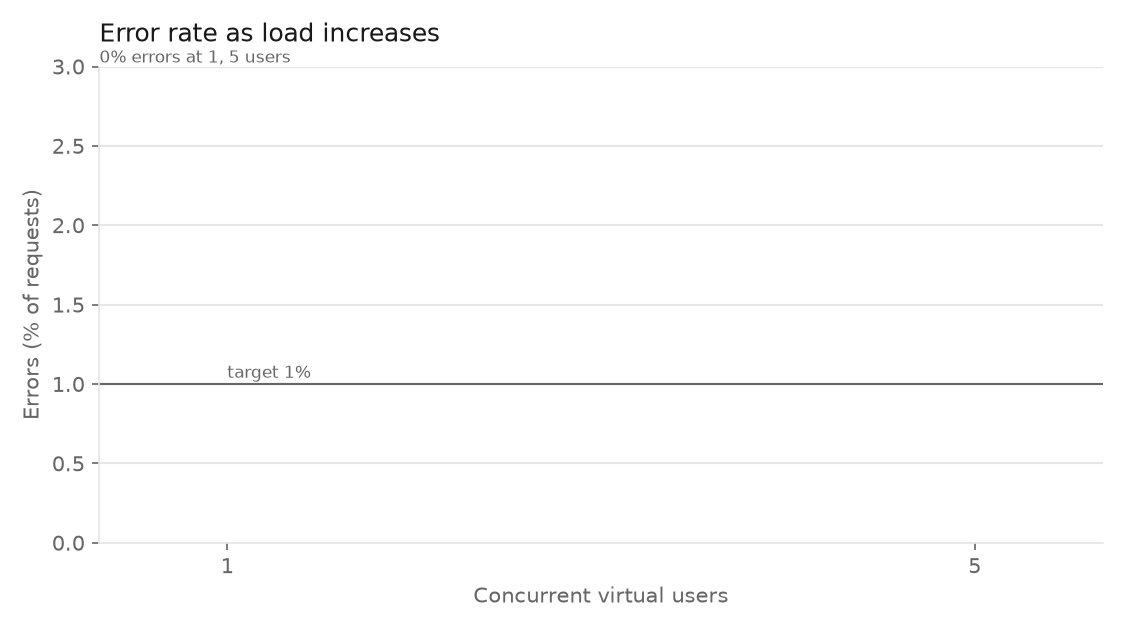 Error rate as load increases
0% errors at 1, 5 users
3.0
2.5
2.0
1.5
target 1%
1.0
0.5
0.0
Errors (% of requests)
1 5
Concurrent virtual users